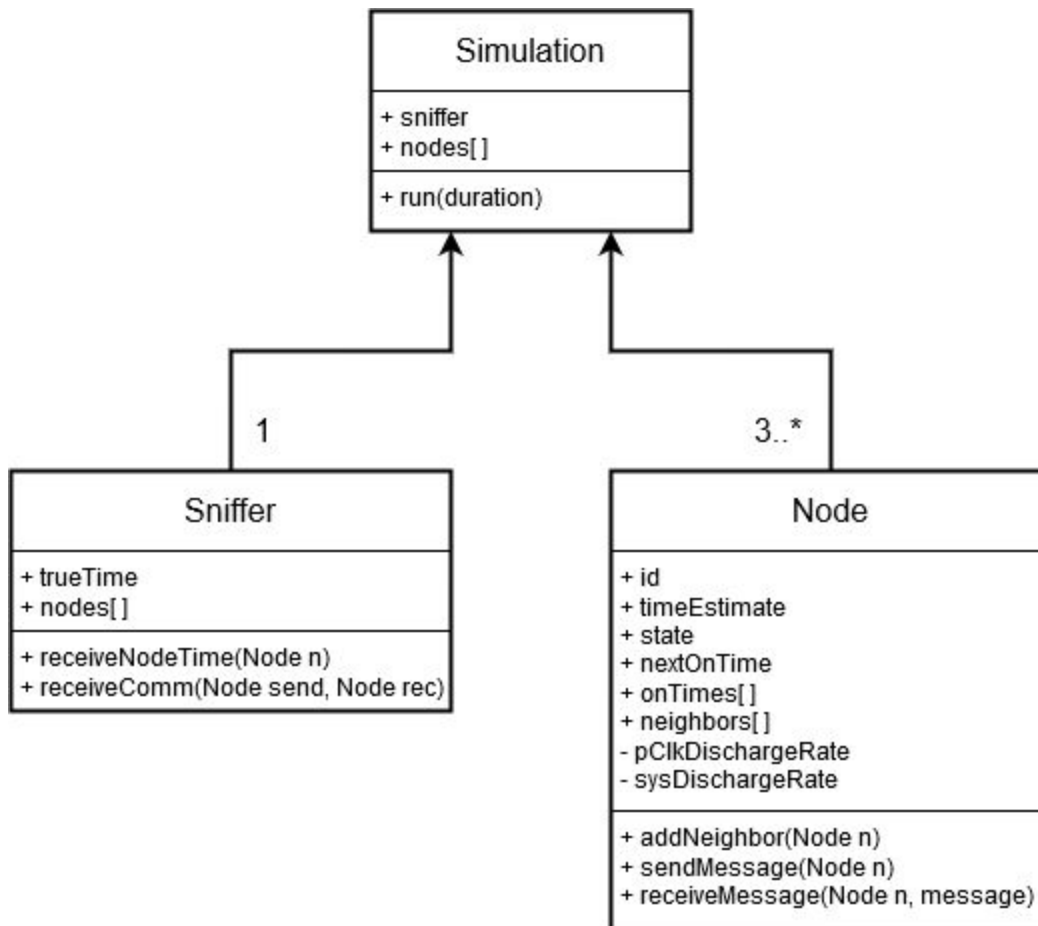 Simulation
+ sniffer
+ nodes[ ]
+ run(duration)
1
3..*
Sniffer
+ trueTime
+ nodes[ ]
+ receiveNodeTime(Node n)
+ receiveComm(Node send, Node rec)
Node
+ id
+ timeEstimate
+ state
+ nextOnTime
+ onTimes[ ]
+ neighbors[ ]
- pClkDischargeRate
- sysDischargeRate
+ addNeighbor(Node n)
+ sendMessage(Node n)
+ receiveMessage(Node n, message)